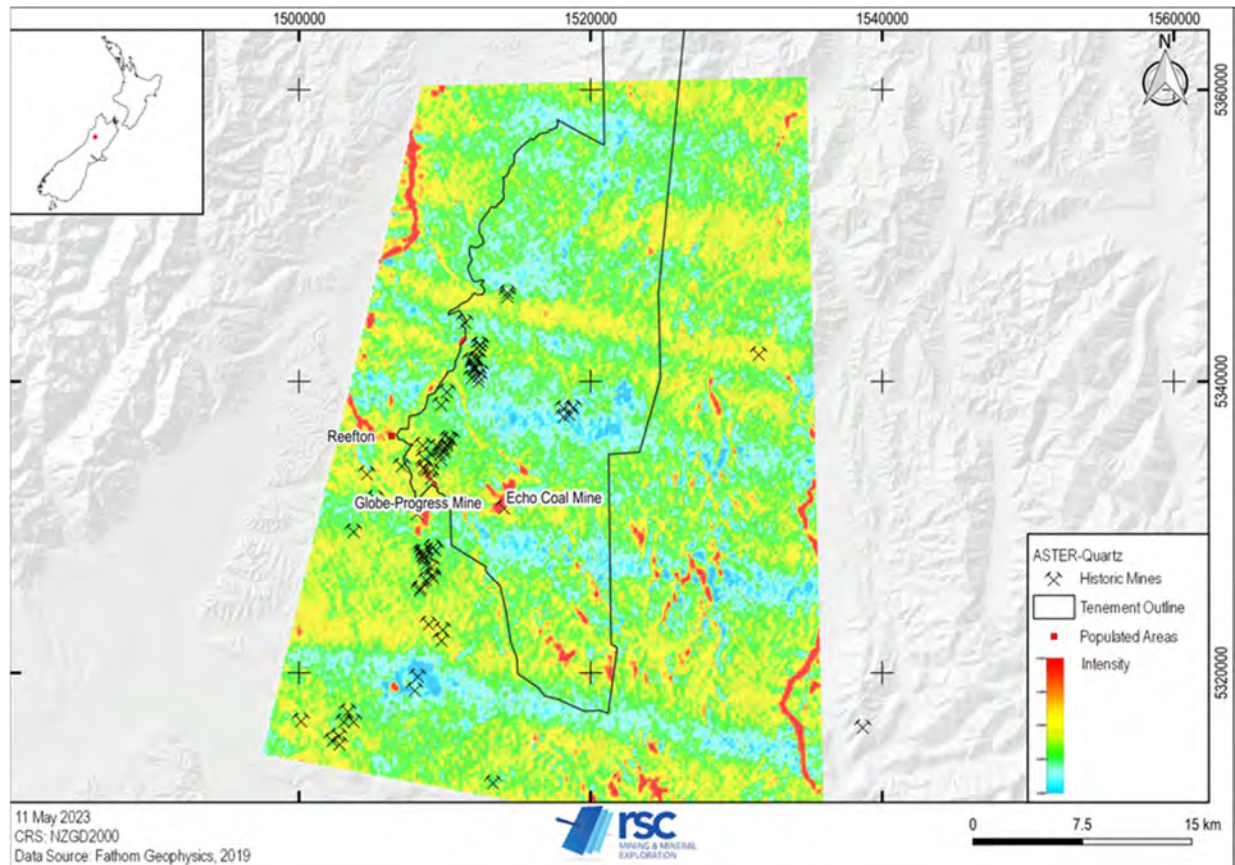 1500000 1520000 1540000 1560000
N
5360000
5340000
5320000
Reefton
Globe-Progress Mine
Echo Coal Mine
ASTER-Quartz
Historic Mines
Tenement Outline
Populated Areas
Intensity
11 May 2023
CRS: NZGD2000
Data Source: Fathom Geophysics, 2019
rsc
MINING & MINERAL
EXPLORATION
0 7.5 15 km